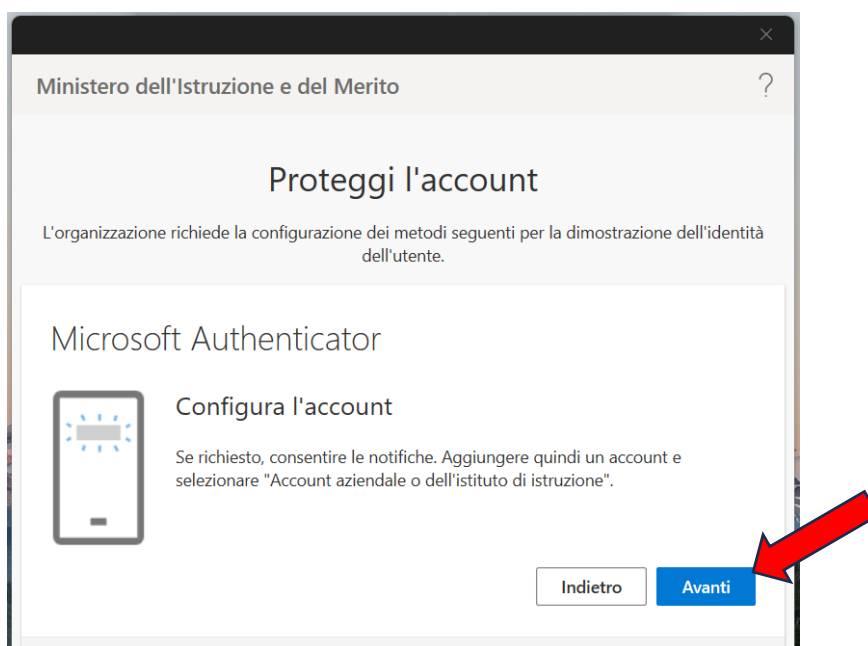 Ministero dell'Istruzione e del Merito
?
Proteggi l'account
L'organizzazione richiede la configurazione dei metodi seguenti per la dimostrazione dell'identità
dell'utente.
Microsoft Authenticator
Configura l'account
Se richiesto, consentire le notifiche. Aggiungere quindi un account e
selezionare "Account aziendale o dell'istituto di istruzione".
Indietro
Avanti